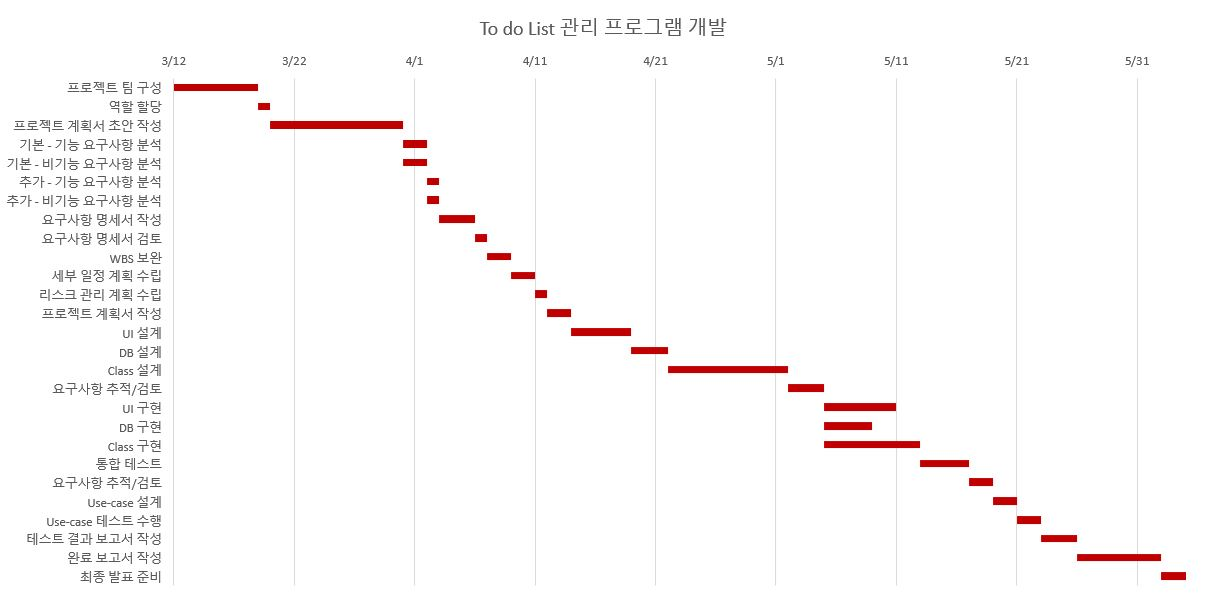 To do List 관리 프로그램 개발
3/12 3/22 4/1 4/11 4/21 5/1 5/11 5/21 5/31
프로젝트 팀 구성
역할 할당
프로젝트 계획서 초안 작성
기본 - 기능 요구사항 분석
기본 - 비기능 요구사항 분석
추가 - 기능 요구사항 분석
추가 - 비기능 요구사항 분석
요구사항 명세서 작성
요구사항 명세서 검토
WBS 보완
세부 일정 계획 수립
리스크 관리 계획 수립
프로젝트 계획서 작성
UI 설계
DB 설계
Class 설계
요구사항 추적/검토
UI 구현
DB 구현
Class 구현
통합 테스트
요구사항 추적/검토
Use-case 설계
Use-case 테스트 수행
테스트 결과 보고서 작성
완료 보고서 작성
최종 발표 준비